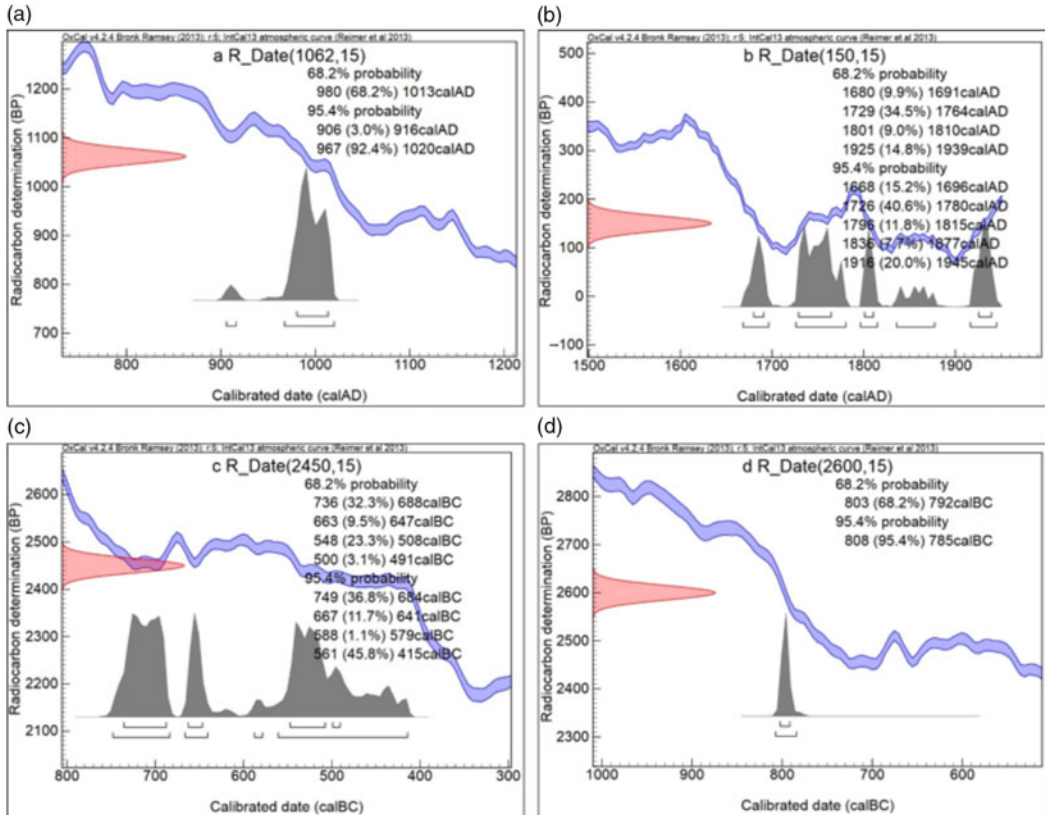 (a)
OxCal v4.2.4 Bronk Ramsey (2013); r:5; IntCal13 atmospheric curve (Reimer et al 2013)
a R_Date(1062,15)
68.2% probability
980 (68.2%) 1013calAD
95.4% probability
906 (3.0%) 916calAD
967 (92.4%) 1020calAD
Radiocarbon determination (BP)
1200
1100
1000
900
800
700
800 900 1000 1100 1200
Calibrated date (calAD)
(b)
OxCal v4.2.4 Bronk Ramsey (2013); r:5 IntCal13 atmospheric curve (Reimer et al 2013)
b R_Date(150,15)
68.2% probability
1680 (9.9%) 1691calAD
1729 (34.5%) 1764calAD
1801 (9.0%) 1810calAD
1925 (14.8%) 1939calAD
95.4% probability
1668 (15.2%) 1696calAD
1726 (40.6%) 1780calAD
1796 (11.8%) 1815calAD
1836 (7.7%) 1877calAD
1916 (20.0%) 1945calAD
Radiocarbon determination (BP)
500
400
300
200
100
0
−100
1500 1600 1700 1800 1900
Calibrated date (calAD)
(c)
OxCal v4.2.4 Bronk Ramsey (2013); r:5 IntCal13 atmospheric curve (Reimer et al 2013)
c R_Date(2450,15)
68.2% probability
736 (32.3%) 688calBC
663 (9.5%) 647calBC
548 (23.3%) 508calBC
500 (3.1%) 491calBC
95.4% probability
749 (36.8%) 684calBC
667 (11.7%) 641calBC
588 (1.1%) 579calBC
561 (45.8%) 415calBC
Radiocarbon determination (BP)
2600
2500
2400
2300
2200
2100
800 700 600 500 400 300
Calibrated date (calBC)
(d)
OxCal v4.2.4 Bronk Ramsey (2013); r:5 IntCal13 atmospheric curve (Reimer et al 2013)
d R_Date(2600,15)
68.2% probability
803 (68.2%) 792calBC
95.4% probability
808 (95.4%) 785calBC
Radiocarbon determination (BP)
2800
2700
2600
2500
2400
2300
1000 900 800 700 600
Calibrated date (calBC)